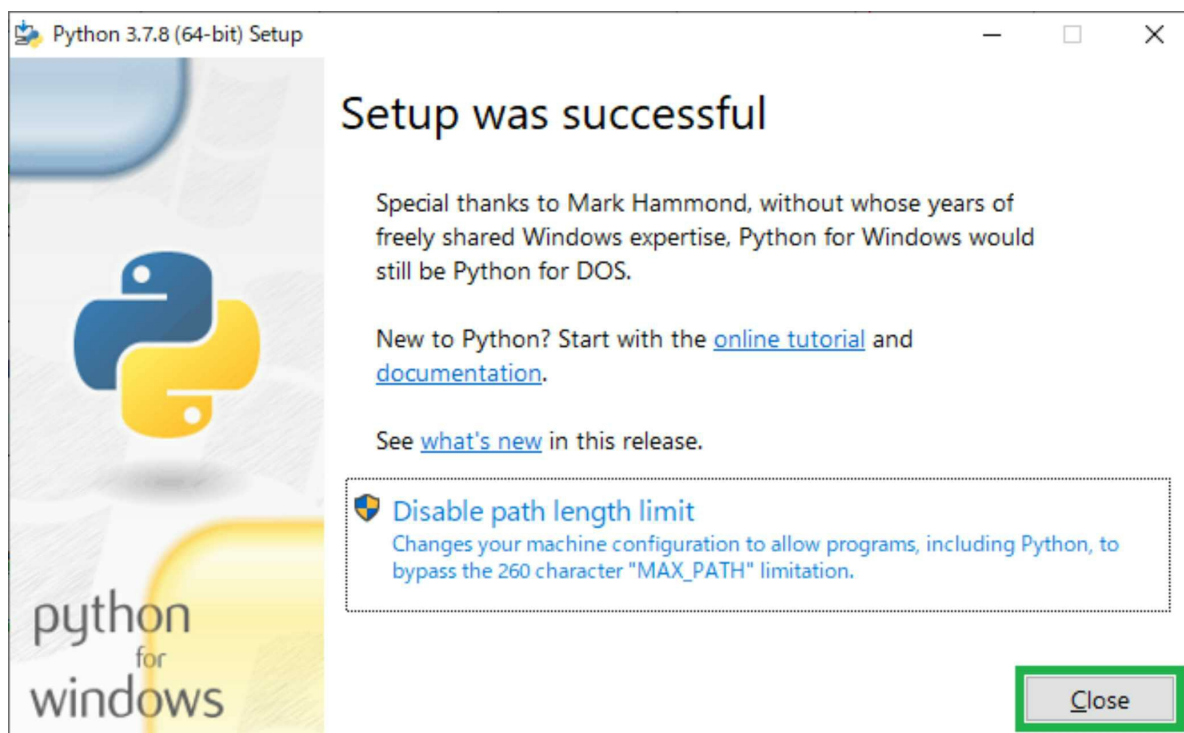 Python 3.7.8 (64-bit) Setup
Setup was successful
Special thanks to Mark Hammond, without whose years of
freely shared Windows expertise, Python for Windows would
still be Python for DOS.
New to Python? Start with the online tutorial and
documentation.
See what's new in this release.
Disable path length limit
Changes your machine configuration to allow programs, including Python, to
bypass the 260 character "MAX_PATH" limitation.
python
for
windows
Close